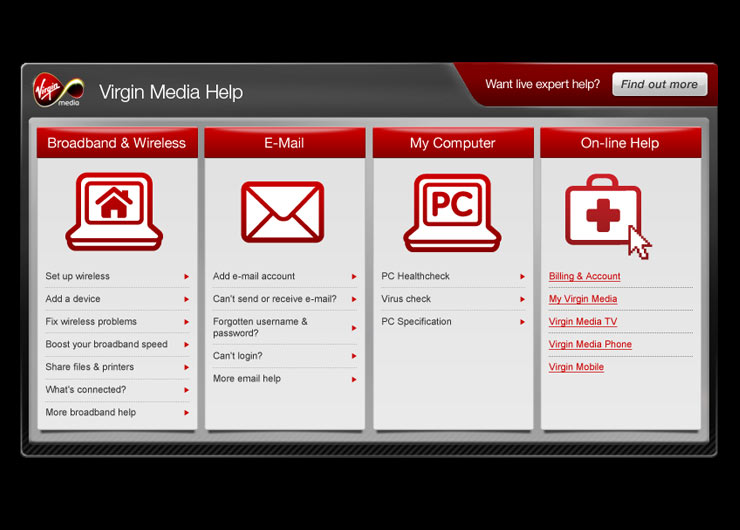 Virgin
media
Virgin Media Help
Want live expert help?
Find out more
Broadband & Wireless
Set up wireless
Add a device
Fix wireless problems
Boost your broadband speed
Share files & printers
What's connected?
More broadband help
E-Mail
Add e-mail account
Can't send or receive e-mail?
Forgotten username &
password?
Can't login?
More email help
My Computer
PC
PC Healthcheck
Virus check
PC Specification
On-line Help
Billing & Account
My Virgin Media
Virgin Media TV
Virgin Media Phone
Virgin Mobile